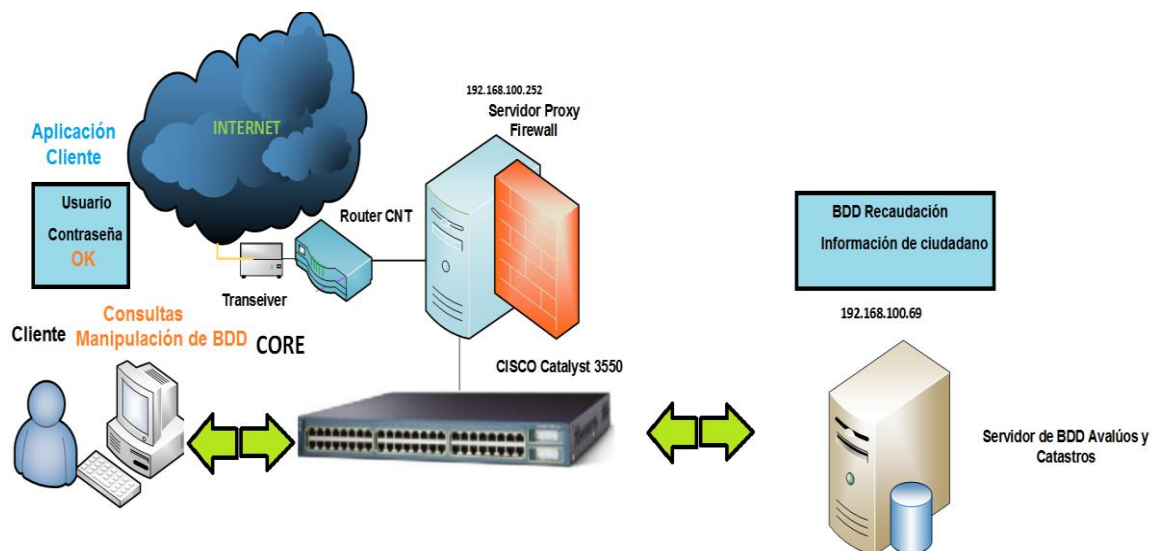 INTERNET
192.168.100.252
Servidor Proxy
Firewall
Aplicación
Cliente
Usuario
Contraseña
OK
Router CNT
Transeiver
BDD Recaudación
Información de ciudadano
192.168.100.69
Consultas
Cliente
Manipulación de BDD
CORE
CISCO Catalyst 3550
Servidor de BDD Avalúos y
Catastros